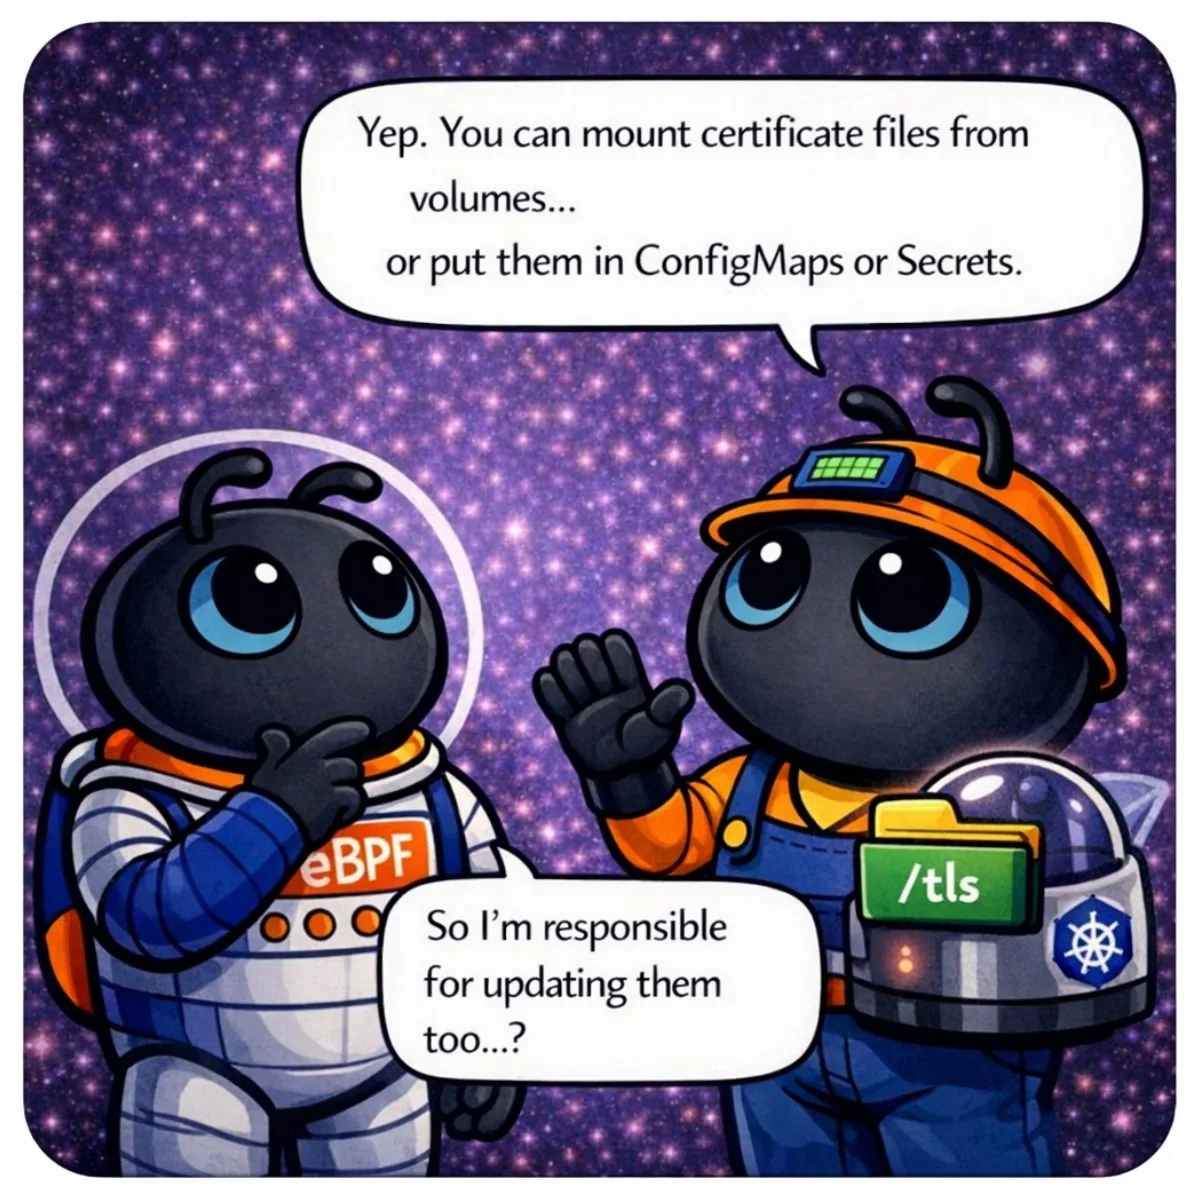 Yep. You can mount certificate files from
volumes...
or put them in ConfigMaps or Secrets.
eBPF
/tls
So I'm responsible
for updating them
too...?